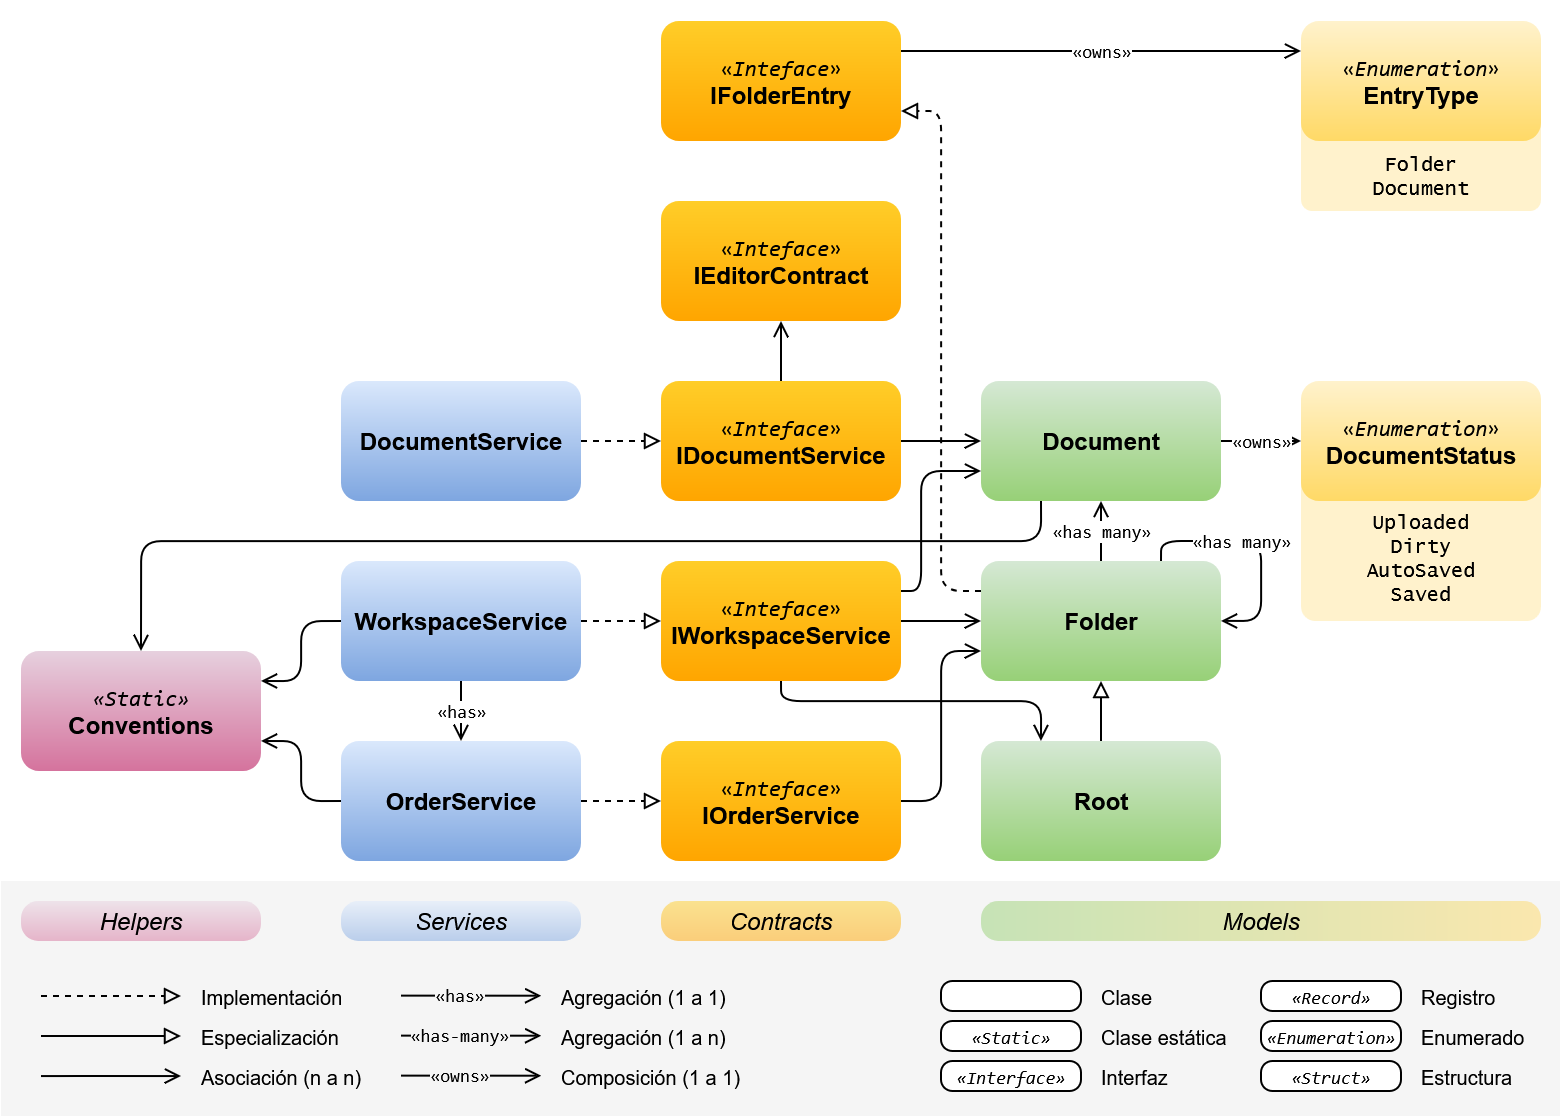 «Inteface»
IFolderEntry
«owns»
«Enumeration»
EntryType
Folder
Document
«Inteface»
IEditorContract
DocumentService
«Inteface»
IDocumentService
Document
«owns»
«Enumeration»
DocumentStatus
Uploaded
Dirty
AutoSaved
Saved
«has many»
«has many»
WorkspaceService
«Inteface»
IWorkspaceService
Folder
«Static»
Conventions
«has»
OrderService
«Inteface»
IOrderService
Root
Helpers
Services
Contracts
Models
Implementación
Especialización
Asociación (n a n)
«has»
Agregación (1 a 1)
«has-many»
Agregación (1 a n)
«owns»
Composición (1 a 1)
Clase
«Static»
Clase estática
«Interface»
Interfaz
«Record»
Registro
«Enumeration»
Enumerado
«Struct»
Estructura